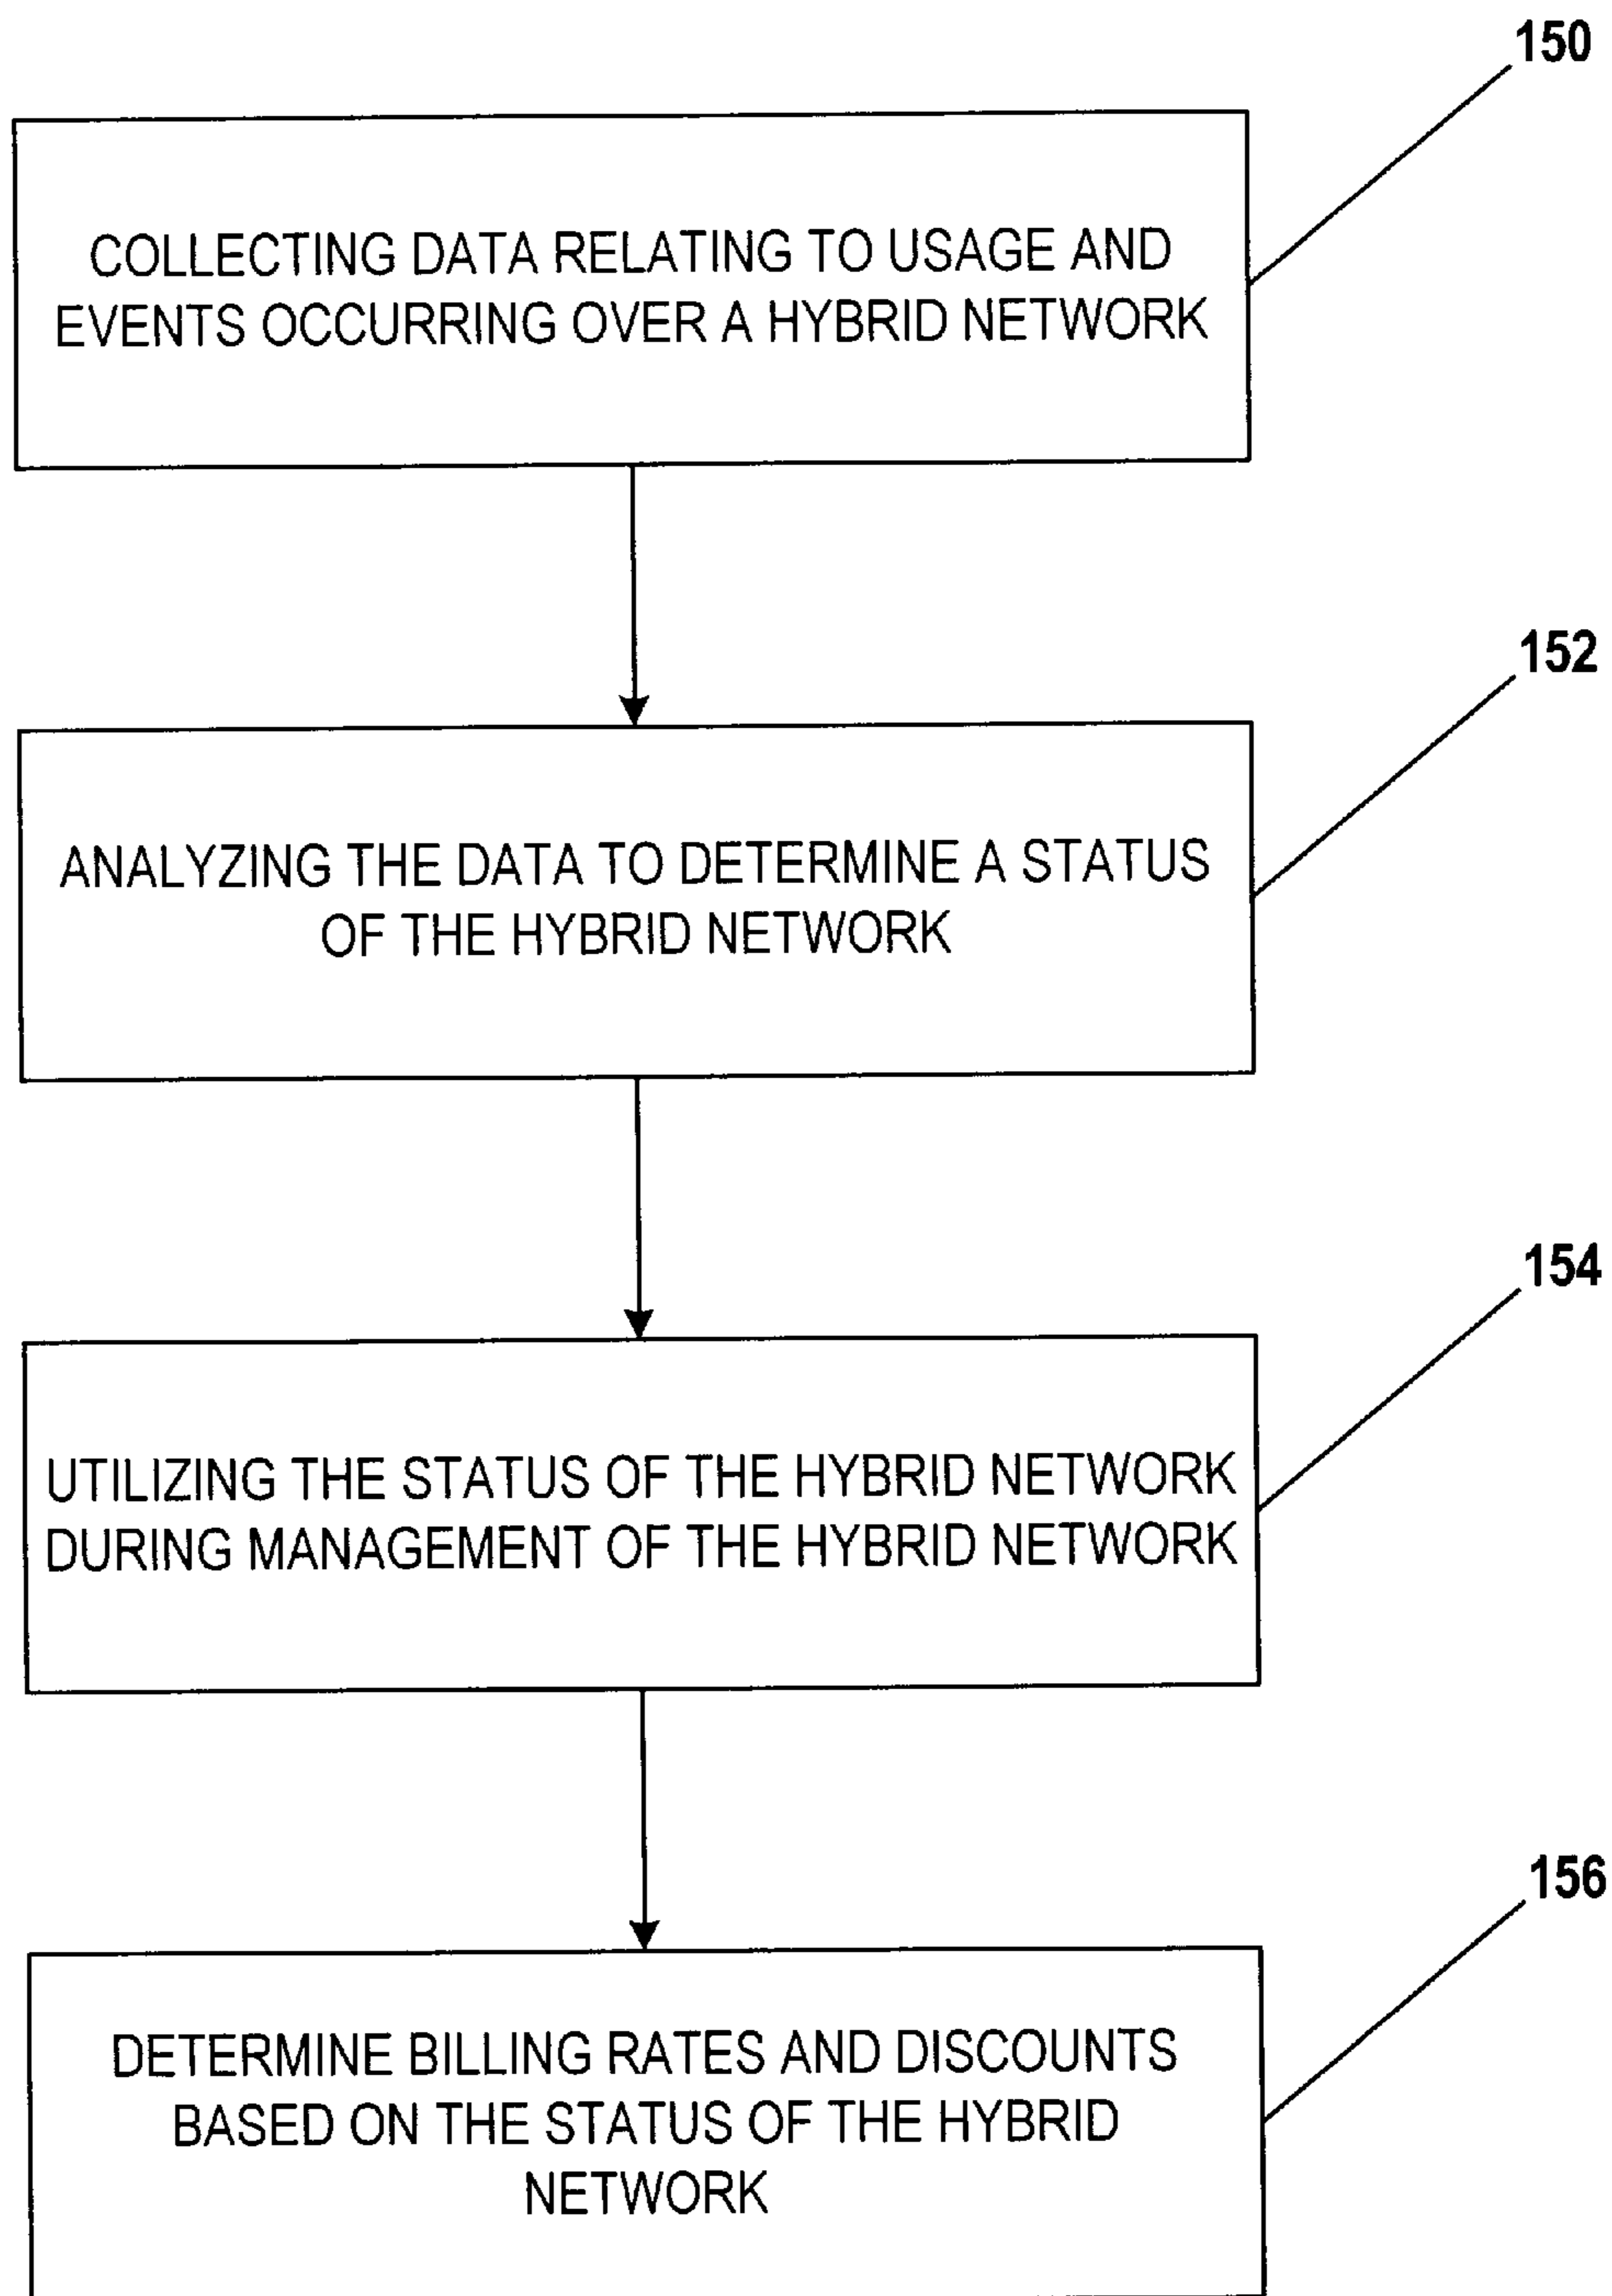 150
COLLECTING DATA RELATING TO USAGE AND
EVENTS OCCURRING OVER A HYBRID NETWORK
152
ANALYZING THE DATA TO DETERMINE A STATUS
OF THE HYBRID NETWORK
154
UTILIZING THE STATUS OF THE HYBRID NETWORK
DURING MANAGEMENT OF THE HYBRID NETWORK
156
DETERMINE BILLING RATES AND DISCOUNTS
BASED ON THE STATUS OF THE HYBRID
NETWORK